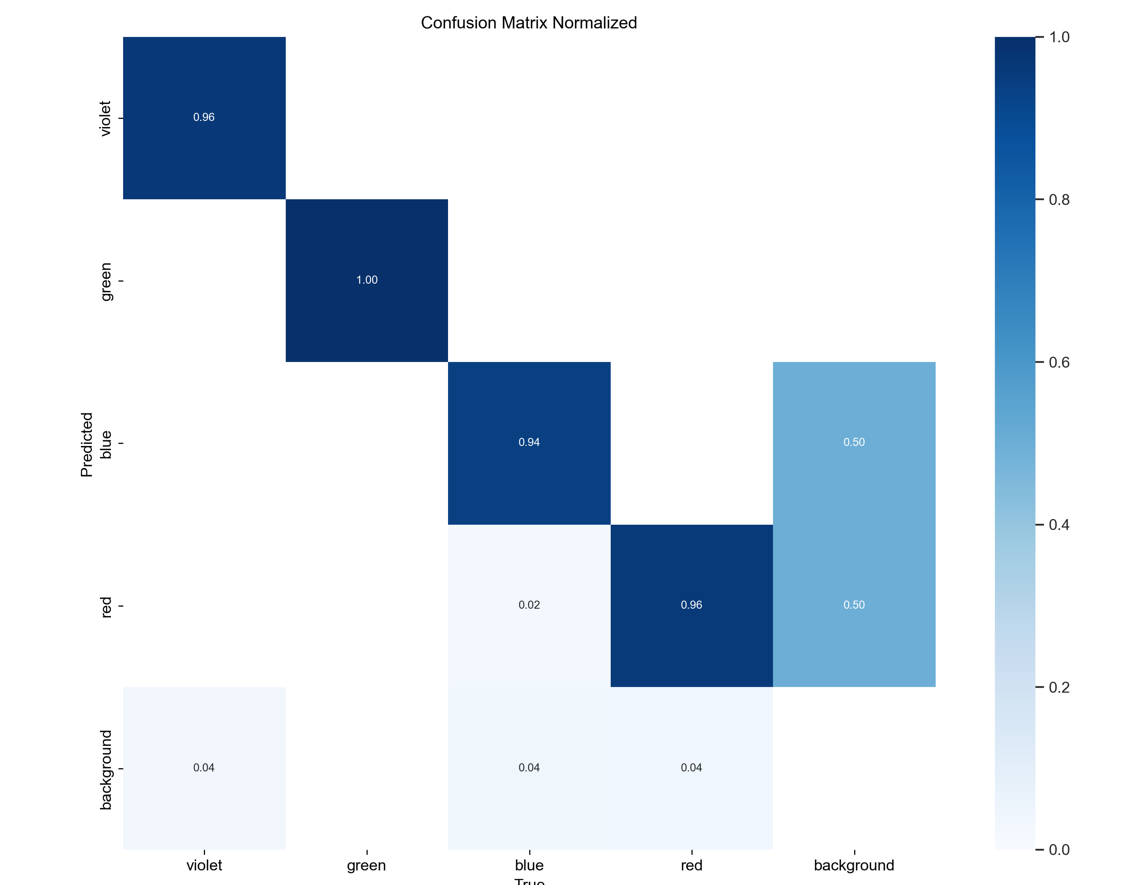 Confusion Matrix Normalized
violet
0.96
green
1.00
Predicted
blue
0.94
0.50
red
0.02
0.96
0.50
background
0.04
0.04
0.04
violet
green
blue
red
background
True
1.0
0.8
0.6
0.4
0.2
0.0